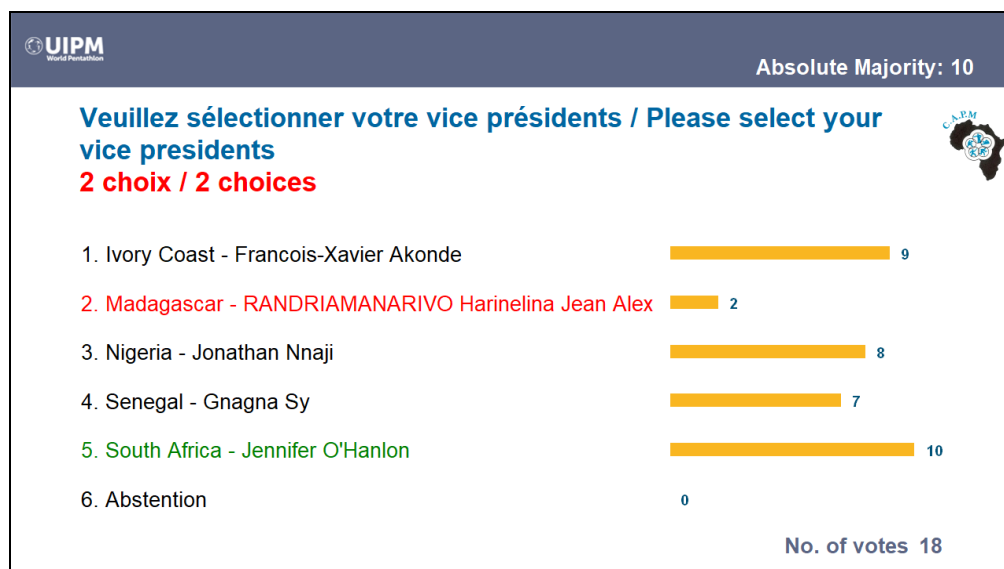 UIPM
World Pentathlon
Absolute Majority: 10
Veuillez sélectionner votre vice présidents / Please select your
vice presidents
2 choix / 2 choices
C.A.P.M
1. Ivory Coast - Francois-Xavier Akonde 9
2. Madagascar - RANDRIAMANARIVO Harinelina Jean Alex 2
3. Nigeria - Jonathan Nnaji 8
4. Senegal - Gnagna Sy 7
5. South Africa - Jennifer O'Hanlon 10
6. Abstention 0
No. of votes 18